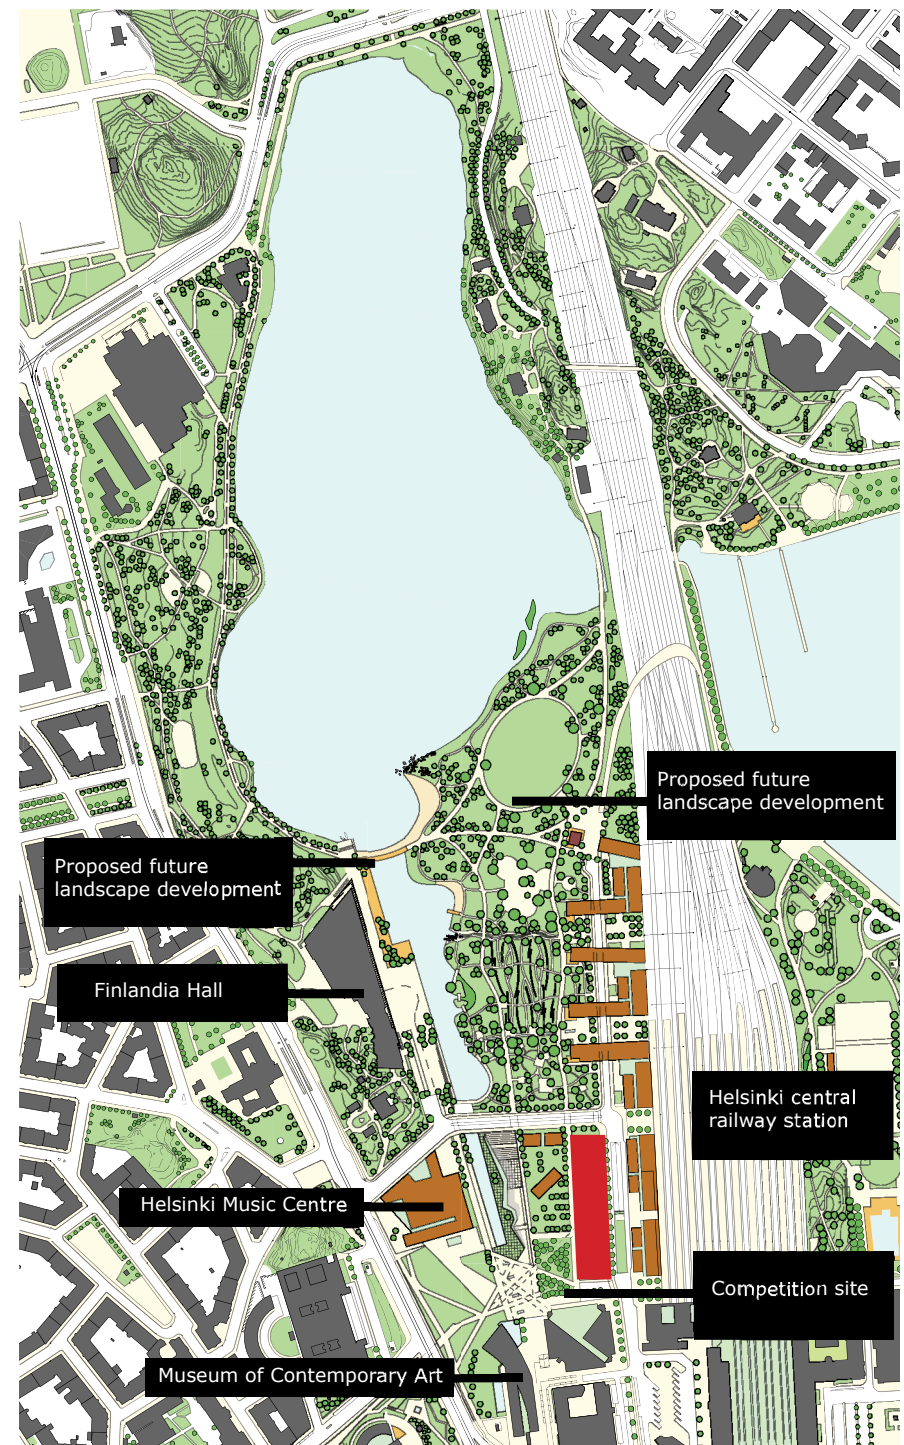 Proposed future
landscape development
Proposed future
landscape development
Finlandia Hall
Helsinki central
railway station
Helsinki Music Centre
Competition site
Museum of Contemporary Art